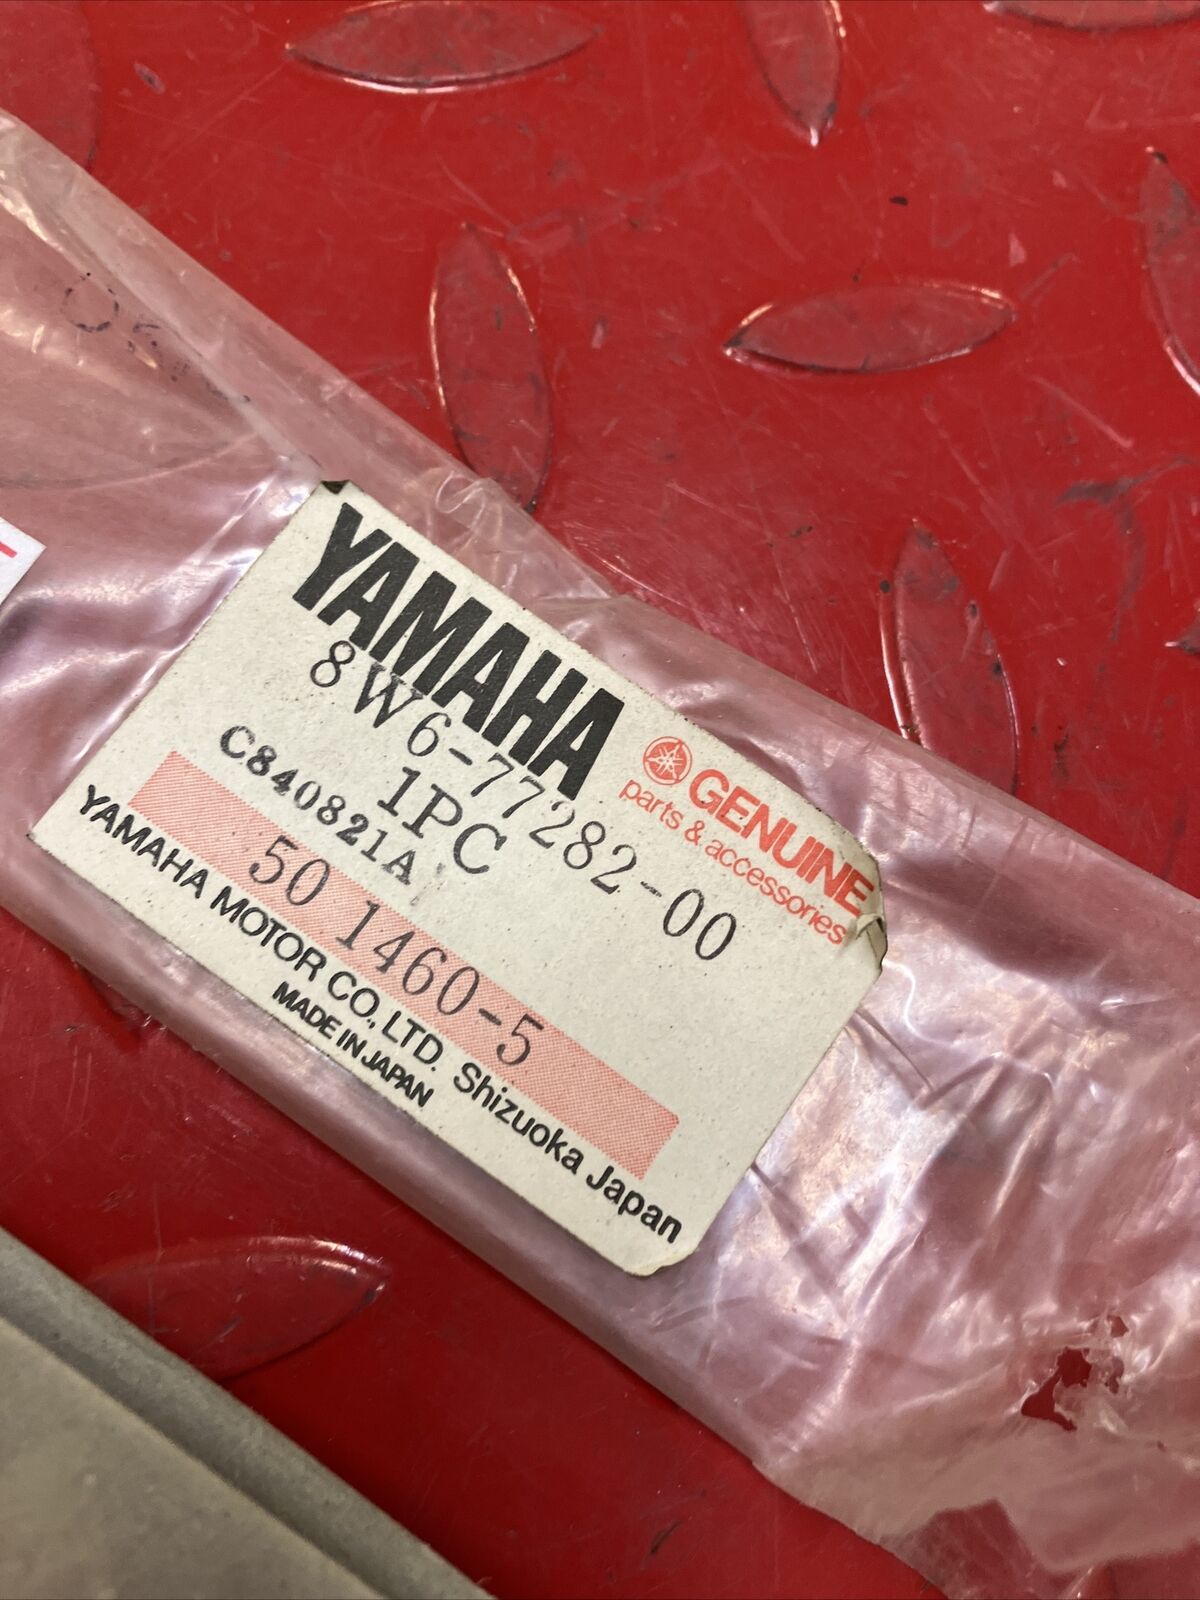 YAMAHA
GENUINE
parts & accessories
8W6-77282-00
1PC
C840821A
50 1460-5
YAMAHA MOTOR CO., LTD. Shizuoka Japan
MADE IN JAPAN